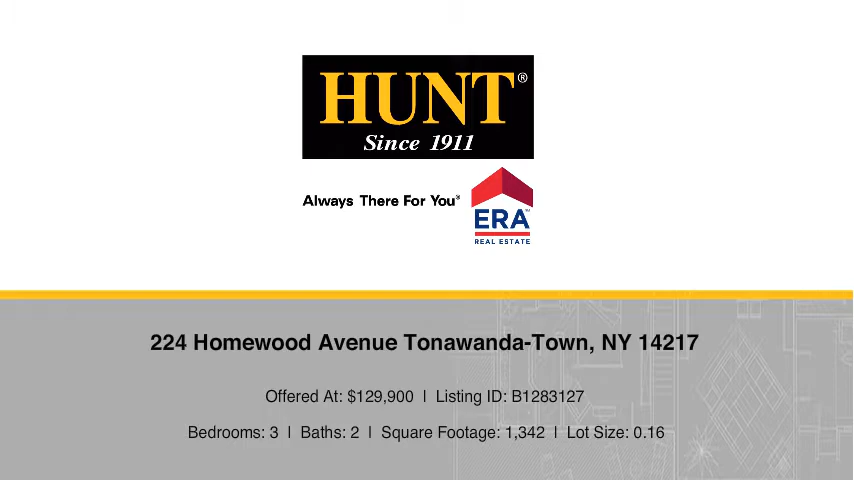 HUNT®
Since 1911
Always There For You®
ERA™
REAL ESTATE
224 Homewood Avenue Tonawanda-Town, NY 14217
Offered At: $129,900 | Listing ID: B1283127
Bedrooms: 3 | Baths: 2 | Square Footage: 1,342 | Lot Size: 0.16